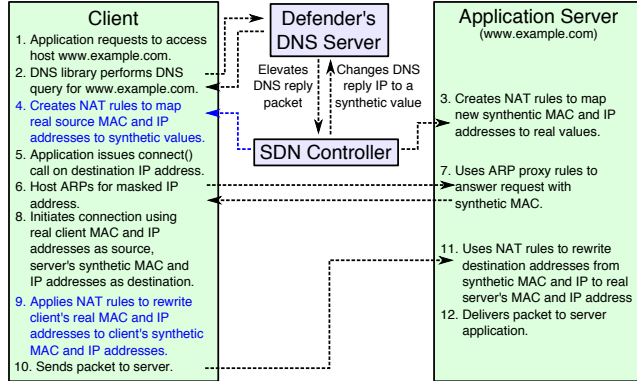 Client
1. Application requests to access
host www.example.com.
2. DNS library performs DNS
query for www.example.com.
4. Creates NAT rules to map
real source MAC and IP
addresses to synthetic values.
5. Application issues connect()
call on destination IP address.
6. Host ARPs for masked IP
address.
8. Initiates connection using
real client MAC and IP
addresses as source,
server's synthetic MAC and
IP addresses as destination.
9. Applies NAT rules to rewrite
client's real MAC and IP
addresses to client's synthetic
MAC and IP addresses.
10. Sends packet to server.
Defender's
DNS Server
Elevates
DNS reply
packet
Changes DNS
reply IP to a
synthetic value
SDN Controller
Application Server
(www.example.com)
3. Creates NAT rules to map
new synthentic MAC and IP
addresses to real values.
7. Uses ARP proxy rules to
answer request with
synthetic MAC.
11. Uses NAT rules to rewrite
destination addresses from
synthetic MAC and IP to real
server's MAC and IP address
12. Delivers packet to server
application.